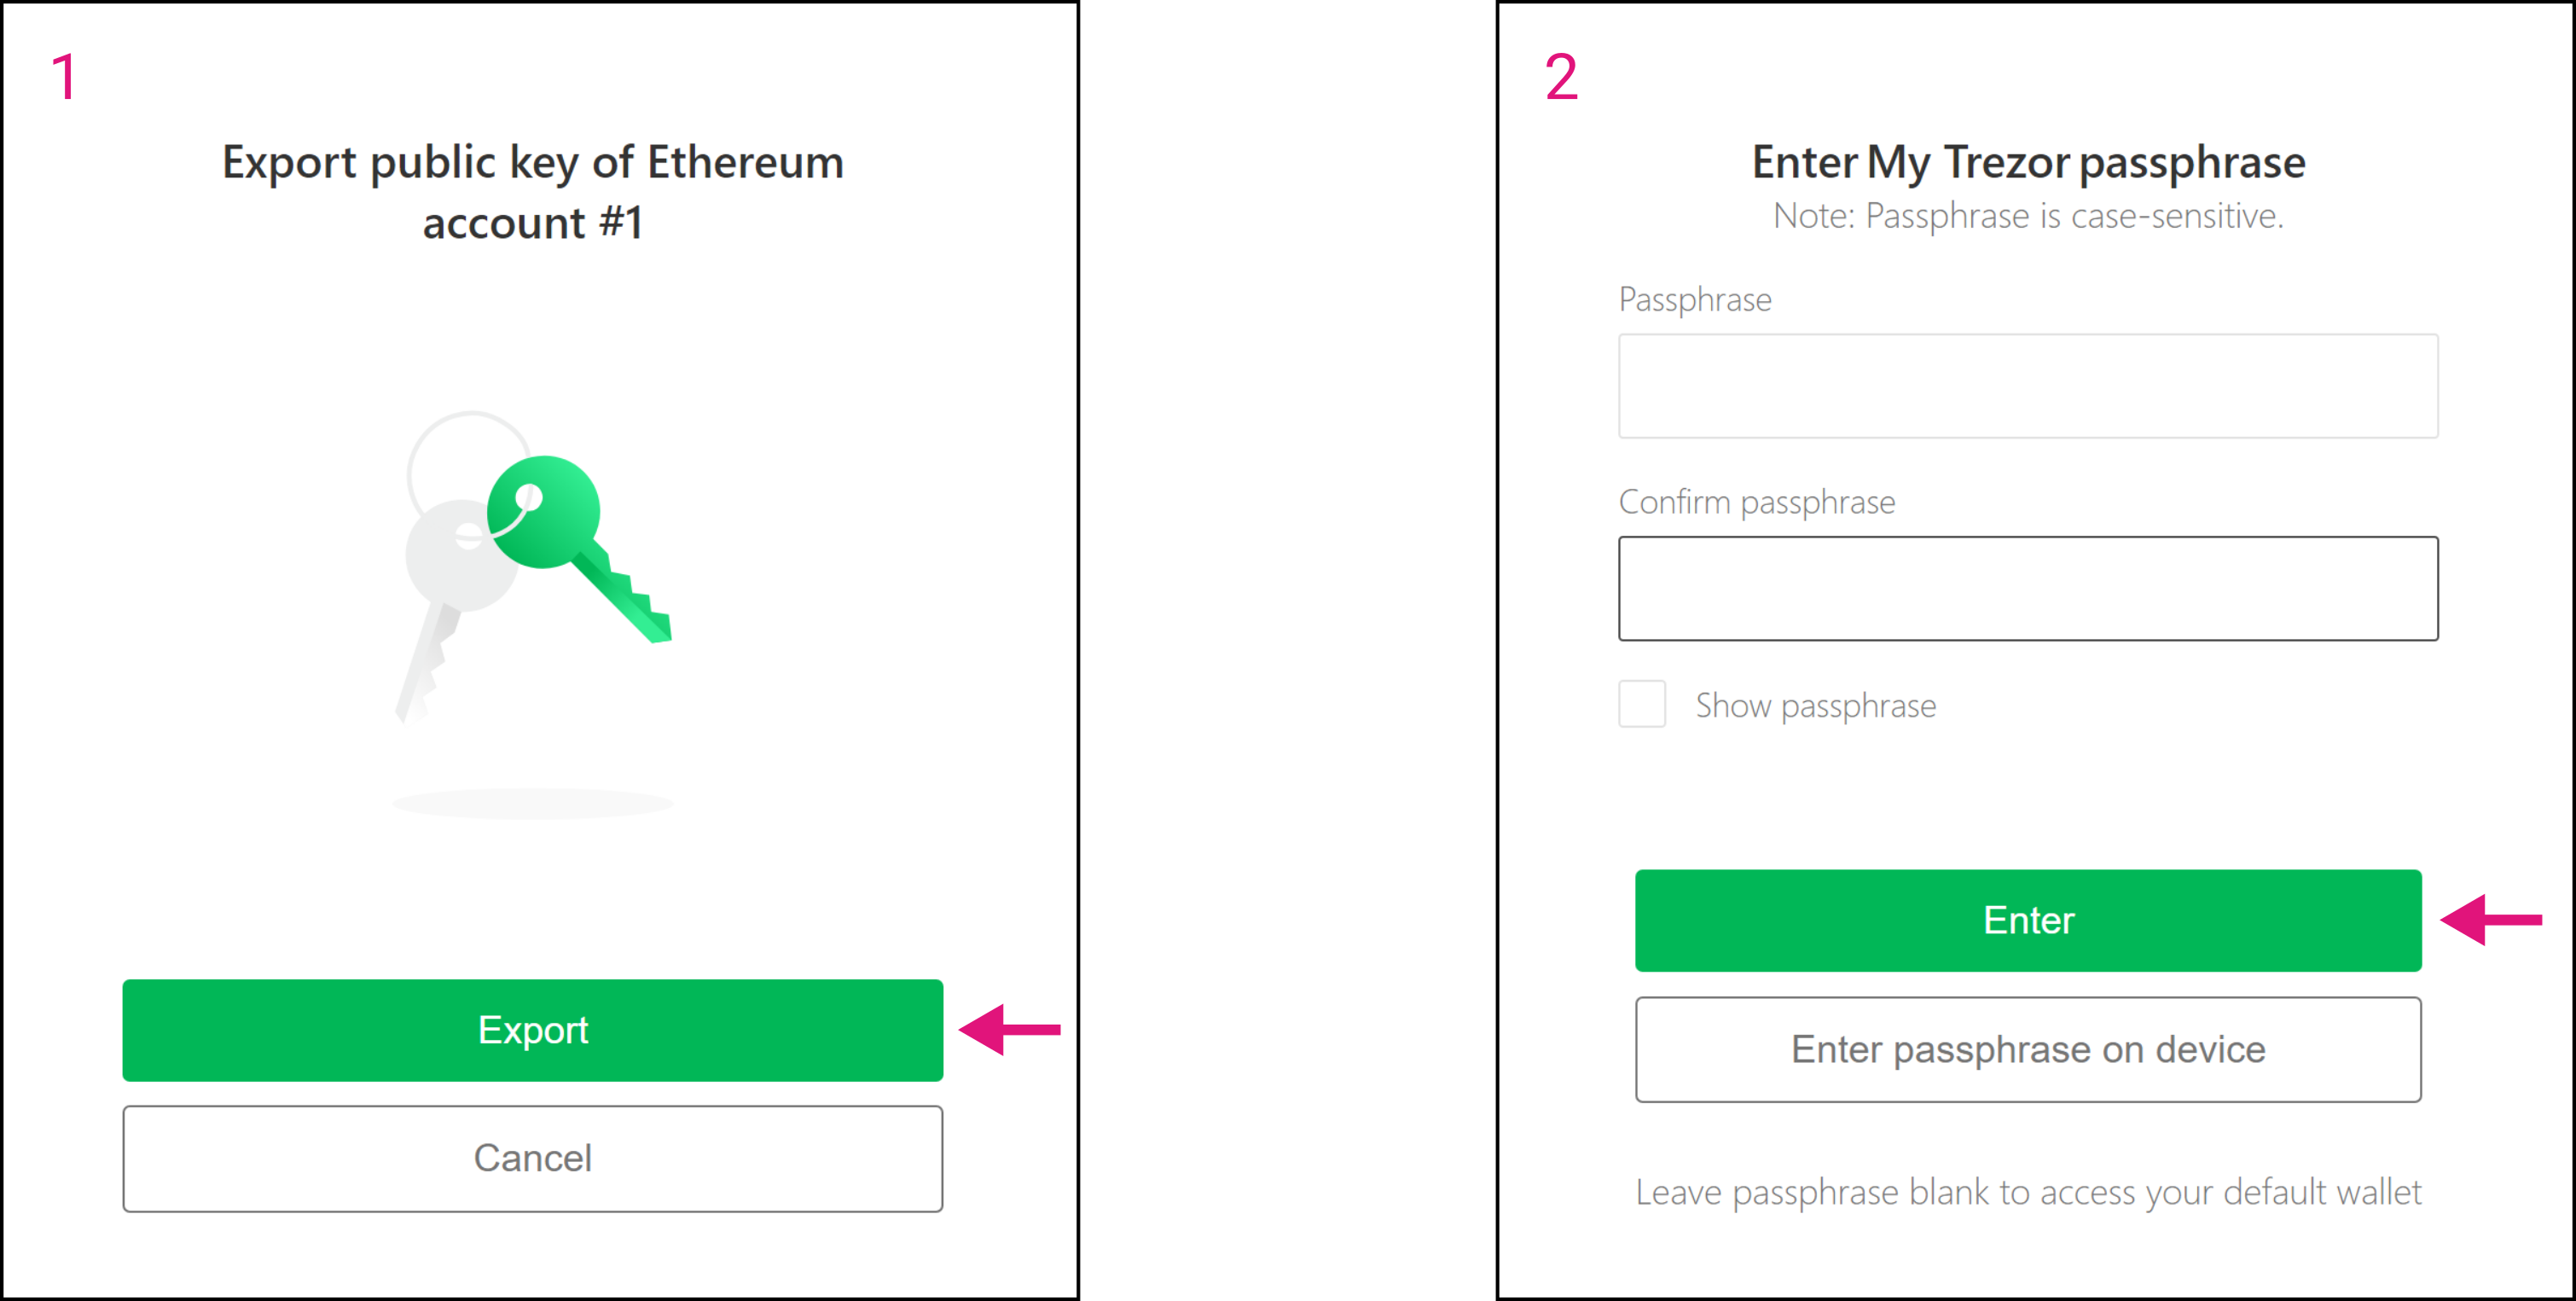 1
Export public key of Ethereum
account #1
Export
Cancel
2
Enter My Trezor passphrase
Note: Passphrase is case-sensitive.
Passphrase
Confirm passphrase
Show passphrase
Enter
Enter passphrase on device
Leave passphrase blank to access your default wallet